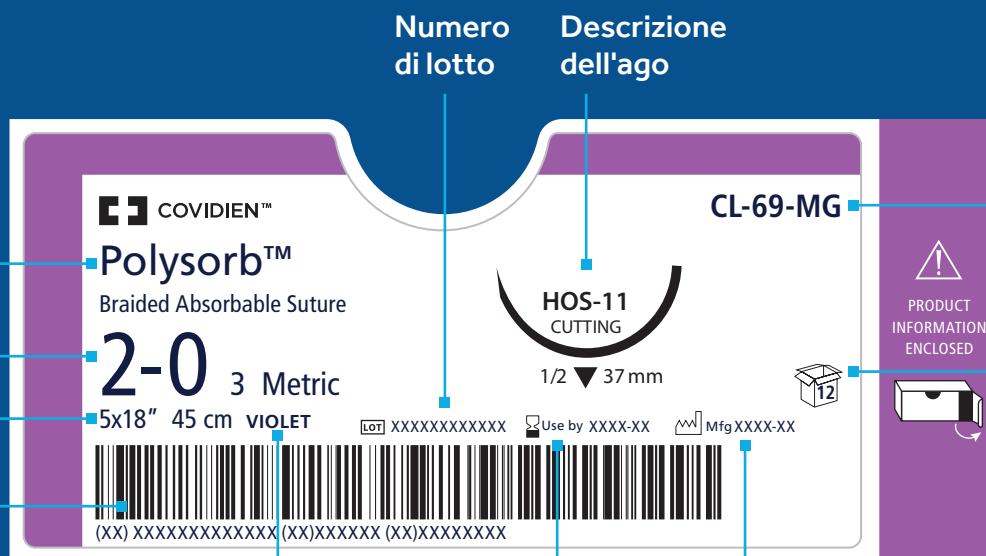 Numero
di lotto
Descrizione
dell'ago
COVIDIEN™
CL-69-MG
Polysorb™
Braided Absorbable Suture
HOS-11
CUTTING
2-0 3 Metric
1/2 37 mm
12
5x18" 45 cm VIOLET
LOT XXXXXXXXXXXX
Use by XXXX-XX
Mfg XXXX-XX
(XX) XXXXXXXXXXXXX (XX)XXXXXX (XX)XXXXXXXX
PRODUCT
INFORMATION
ENCLOSED